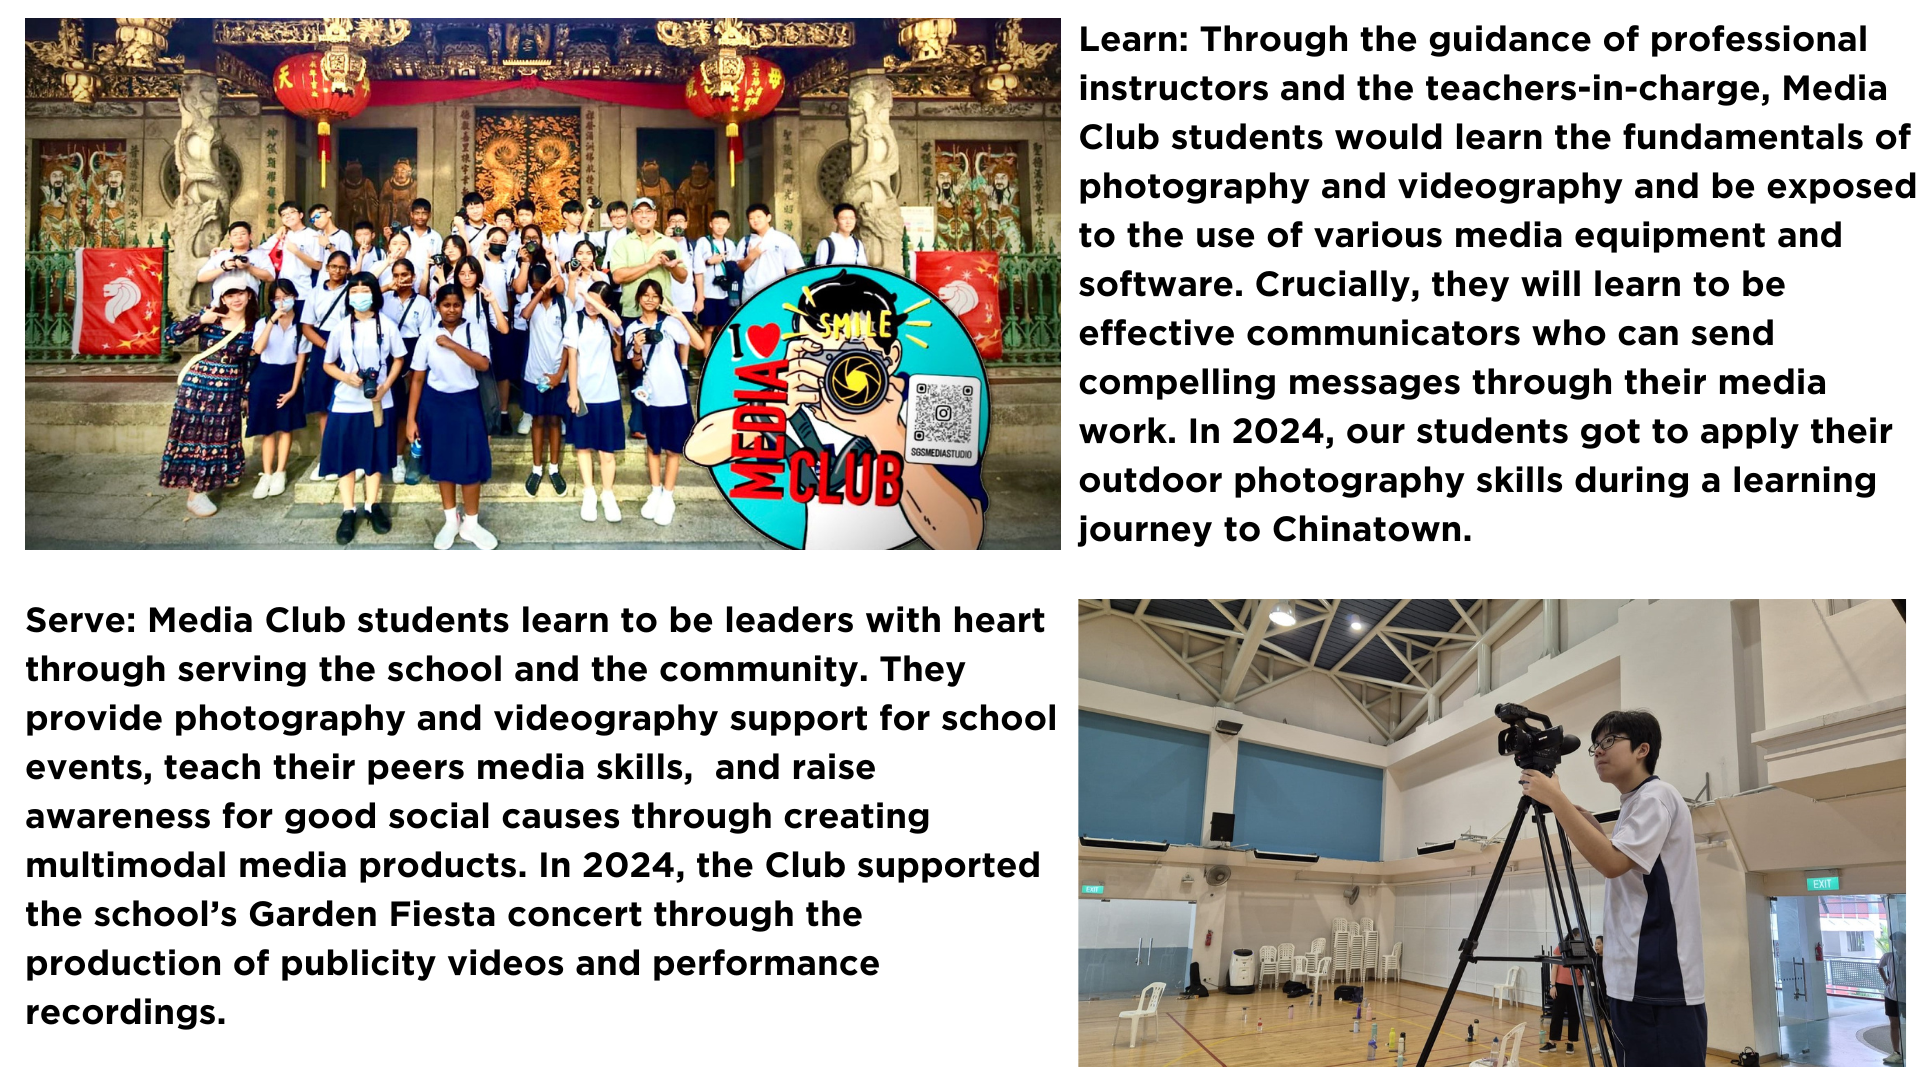 天
I
SMILE
MEDIA
CLUB
SGSMEDIASTUDIO
Learn: Through the guidance of professional
instructors and the teachers-in-charge, Media
Club students would learn the fundamentals of
photography and videography and be exposed
to the use of various media equipment and
software. Crucially, they will learn to be
effective communicators who can send
compelling messages through their media
work. In 2024, our students got to apply their
outdoor photography skills during a learning
journey to Chinatown.
Serve: Media Club students learn to be leaders with heart
through serving the school and the community. They
provide photography and videography support for school
events, teach their peers media skills,  and raise
awareness for good social causes through creating
multimodal media products. In 2024, the Club supported
the school’s Garden Fiesta concert through the
production of publicity videos and performance
recordings.
EXIT
EXIT